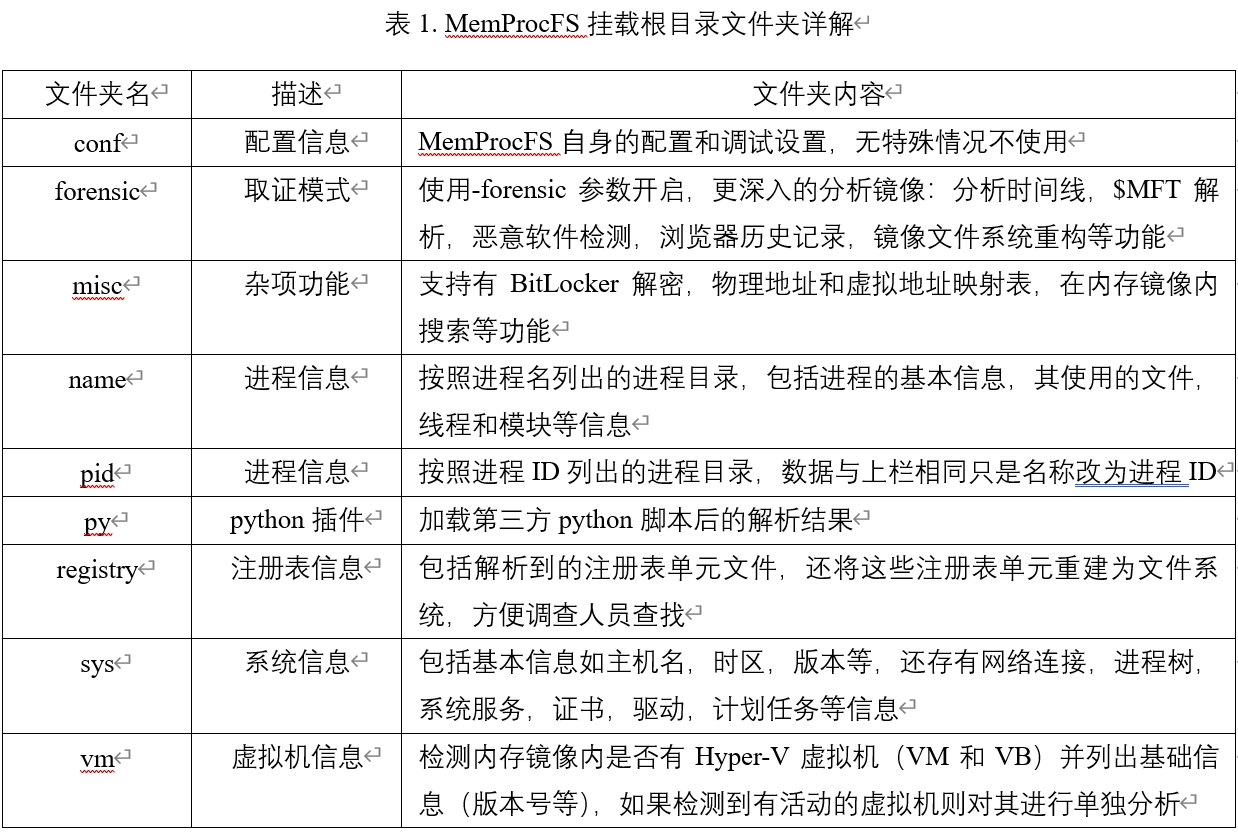 表 1. MemProcFS 挂载根目录文件夹详解
文件夹名 描述 文件夹内容
conf 配置信息 MemProcFS 自身的配置和调试设置，无特殊情况不使用
forensic 取证模式 使用-forensic 参数开启，更深入的分析镜像：分析时间线，$MFT 解
析，恶意软件检测，浏览器历史记录，镜像文件系统重构等功能
misc 杂项功能 支持有 BitLocker 解密，物理地址和虚拟地址映射表，在内存镜像内
搜索等功能
name 进程信息 按照进程名列出的进程目录，包括进程的基本信息，其使用的文件，
线程和模块等信息
pid 进程信息 按照进程 ID 列出的进程目录，数据与上栏相同只是名称改为进程 ID
py python 插件 加载第三方 python 脚本后的解析结果
registry 注册表信息 包括解析到的注册表单元文件，还将这些注册表单元重建为文件系
统，方便调查人员查找
sys 系统信息 包括基本信息如主机名，时区，版本等，还存有网络连接，进程树，
系统服务，证书，驱动，计划任务等信息
vm 虚拟机信息 检测内存镜像内是否有 Hyper-V 虚拟机（VM 和 VB）并列出基础信
息（版本号等），如果检测到有活动的虚拟机则对其进行单独分析